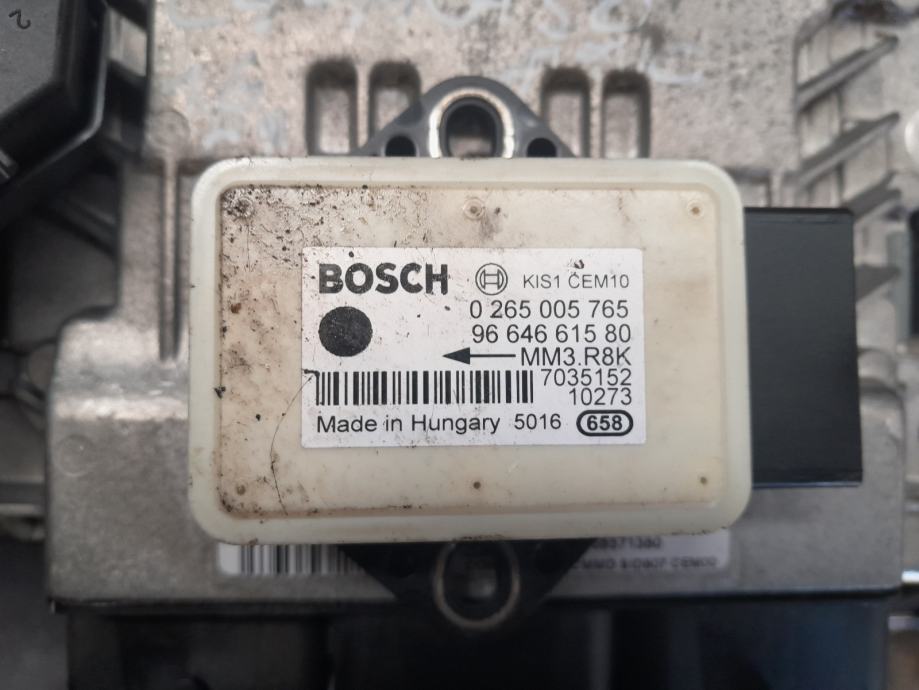 BOSCH KIS1 CEM10
0 265 005 765
96 646 615 80
MM3.R8K
7035152
10273
Made in Hungary 5016 658